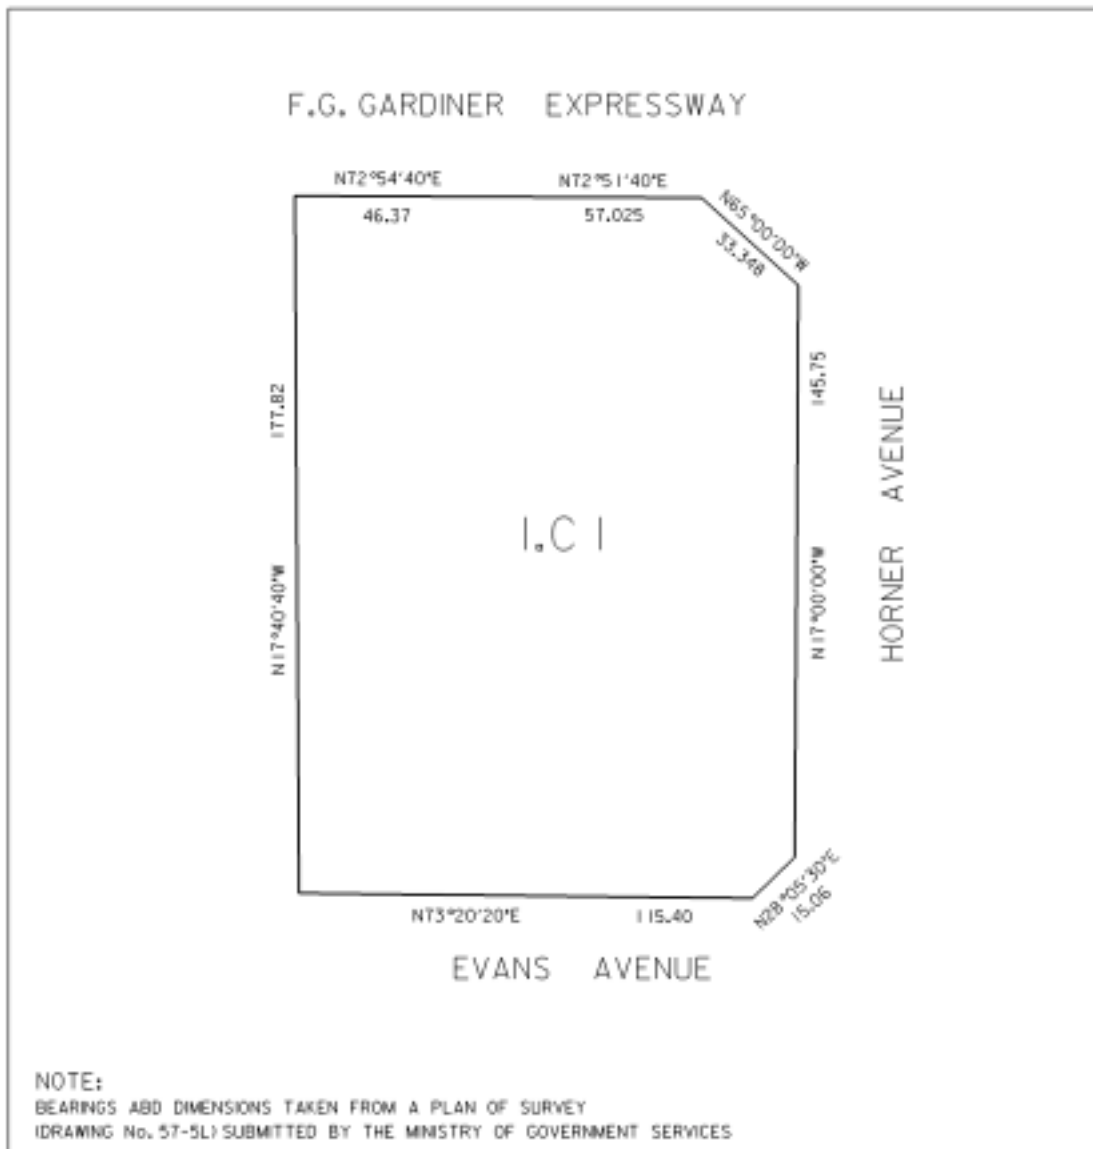 F.G. GARDINER EXPRESSWAY
N72°54'40"E N72°51'40"E
46.37 57.025
N65°00'00"W
33.348
177.82
145.75
HORNER AVENUE
I.C 1
N17°40'40"W
N17°00'00"W
N28°05'30"E
15.06
N73°20'20"E 115.40
EVANS AVENUE
NOTE:
BEARINGS ABD DIMENSIONS TAKEN FROM A PLAN OF SURVEY
(DRAWING No. 57-5L) SUBMITTED BY THE MINISTRY OF GOVERNMENT SERVICES